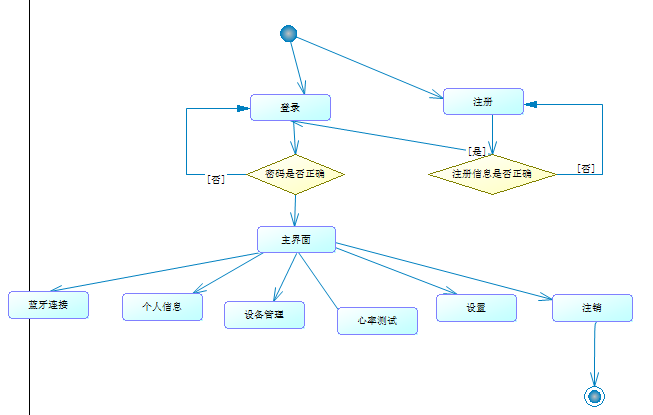 登录
注册
[是]
[否]
密码是否正确
注册信息是否正确
[否]
主界面
蓝牙连接
个人信息
设备管理
心率测试
设置
注销